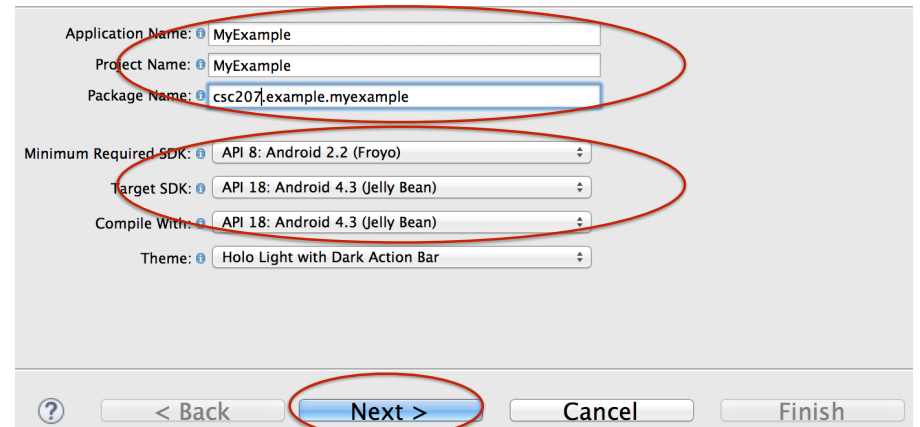 Application Name: MyExample
Project Name: MyExample
Package Name: csc207.example.myexample
Minimum Required SDK: API 8: Android 2.2 (Froyo)
Target SDK: API 18: Android 4.3 (Jelly Bean)
Compile With: API 18: Android 4.3 (Jelly Bean)
Theme: Holo Light with Dark Action Bar
? < Back Next > Cancel Finish